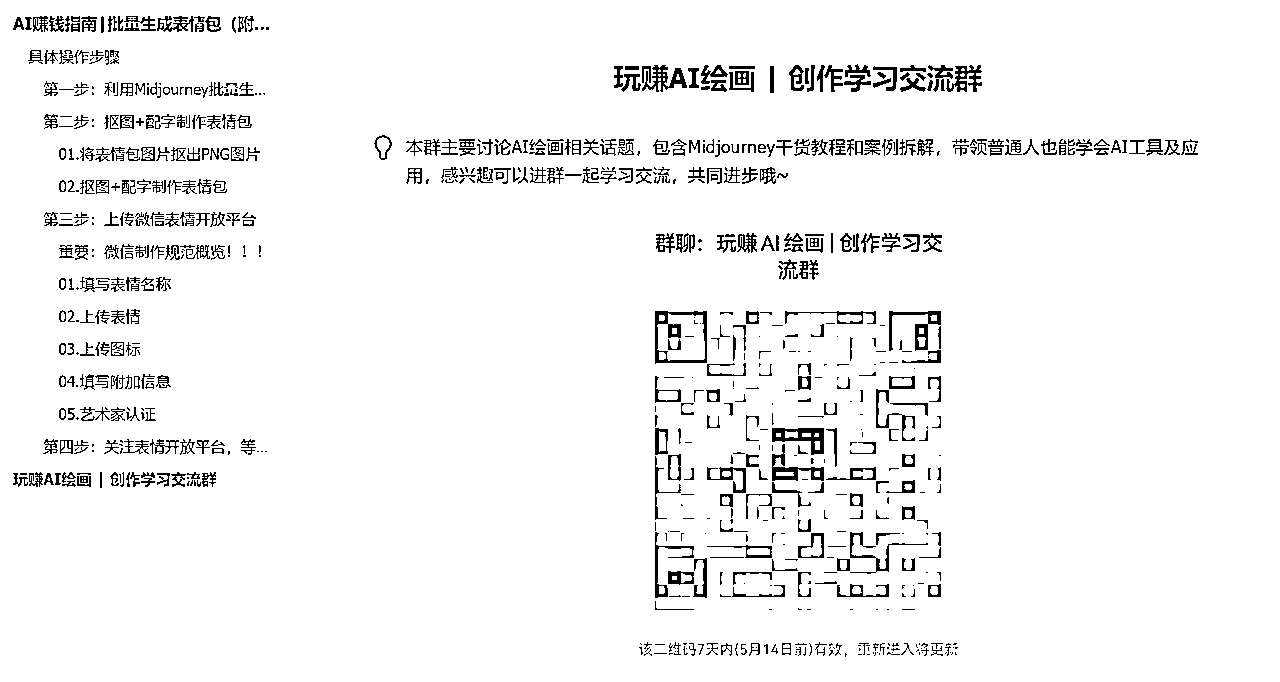 AI赚钱指南|批量生成表情包（附...
具体操作步骤
第一步：利用Midjourney批量生...
第二步：抠图+配字制作表情包
01.将表情包图片抠出PNG图片
02.抠图+配字制作表情包
第三步：上传微信表情开放平台
重要：微信制作规范概览！！！
01.填写表情名称
02.上传表情
03.上传图标
04.填写附加信息
05.艺术家认证
第四步：关注表情开放平台，等...
玩赚AI绘画 | 创作学习交流群
玩赚AI绘画 | 创作学习交流群
本群主要讨论AI绘画相关话题，包含Midjourney干货教程和案例拆解，带领普通人也能学会AI工具及应
用，感兴趣可以进群一起学习交流，共同进步哦~
群聊：玩赚 AI 绘画 | 创作学习交
流群
该二维码7天内(5月14日前)有效，重新进入将更新